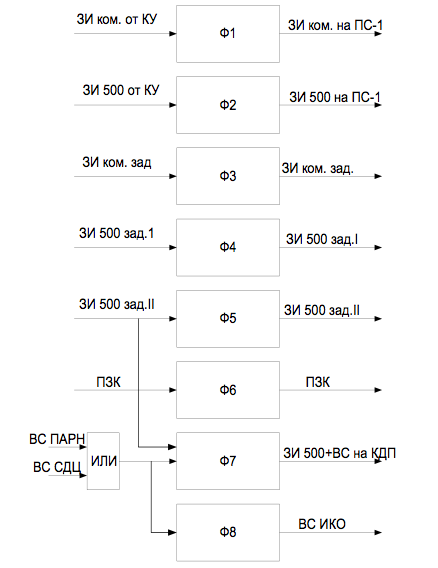 ЗИ ком. от КУ
Ф1
ЗИ ком. на ПС-1
ЗИ 500 от КУ
Ф2
ЗИ 500 на ПС-1
ЗИ ком. зад
Ф3
ЗИ ком. зад.
ЗИ 500 зад.1
Ф4
ЗИ 500 зад.I
ЗИ 500 зад.II
Ф5
ЗИ 500 зад.II
ПЗК
Ф6
ПЗК
ВС ПАРН
ВС СДЦ
ИЛИ
Ф7
ЗИ 500+ВС на КДП
Ф8
ВС ИКО